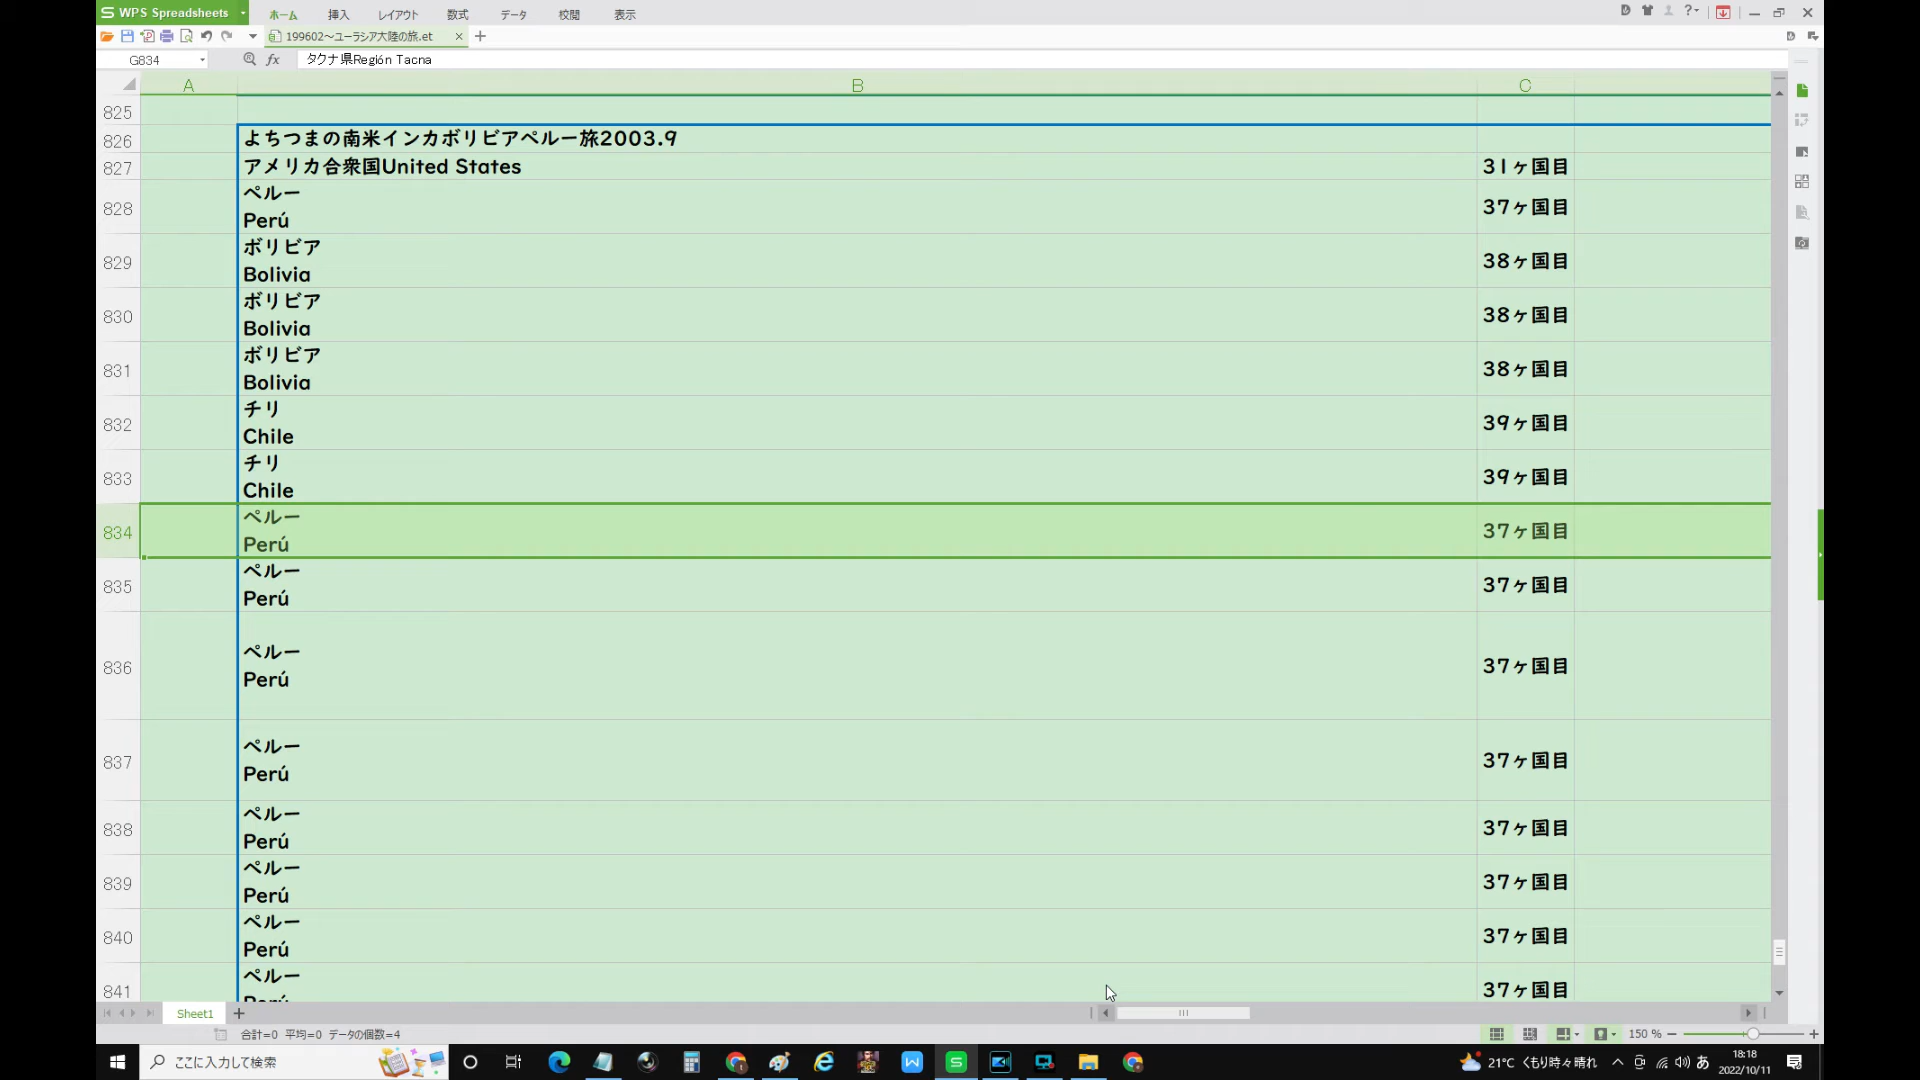 WPS Spreadsheets
ホーム 挿入 レイアウト 数式 データ 校閲 表示
199602～ユーラシア大陸の旅.et
G834 fx タクナ県Región Tacna
A B C
825
826 よちつまの南米インカボリビアペルー旅2003.9
827 アメリカ合衆国United States 31ヶ国目
828 ペルー
Perú 37ヶ国目
829 ボリビア
Bolivia 38ヶ国目
830 ボリビア
Bolivia 38ヶ国目
831 ボリビア
Bolivia 38ヶ国目
832 チリ
Chile 39ヶ国目
833 チリ
Chile 39ヶ国目
834 ペルー
Perú 37ヶ国目
835 ペルー
Perú 37ヶ国目
836 ペルー
Perú 37ヶ国目
837 ペルー
Perú 37ヶ国目
838 ペルー
Perú 37ヶ国目
839 ペルー
Perú 37ヶ国目
840 ペルー
Perú 37ヶ国目
841 ペルー
Perú 37ヶ国目
Sheet1
合計=0 平均=0 データの個数=4 150 %
ここに入力して検索 21°C くもり時々晴れ あ 18:18
2022/10/11